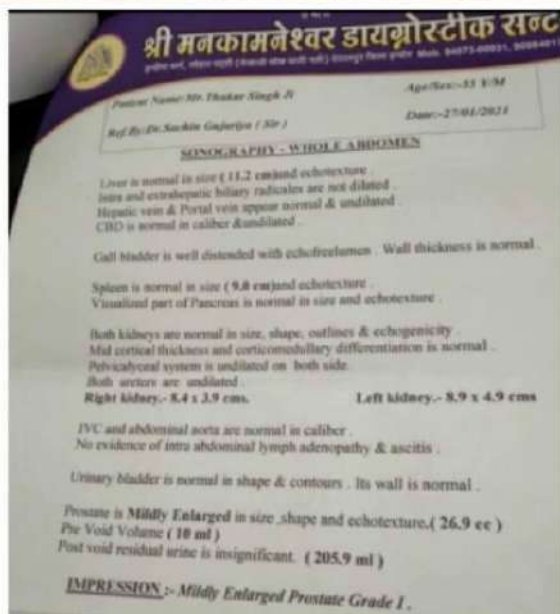 श्री मनकामनेश्वर डायग्नोस्टीक सन्ट
Patient Name:-Mr. Thakur Singh Ji
Age/Sex:-55 Y/M
Ref. By:-Dr. Sachin Gujariya ( Sir )
Date:-27/01/2021
SONOGRAPHY - WHOLE ABDOMEN
Liver is normal in size ( 11.2 cm)and echotexture .
Intra and extrahepatic biliary radicales are not dilated .
Hepatic vein & Portal vein appear normal & undilated .
CBD is normal in caliber &undilated .
Gall bladder is well distended with echofreelumen . Wall thickness is normal .
Spleen is normal in size ( 9.8 cm)and echotexture .
Visualized part of Pancreas is normal in size and echotexture .
Both kidneys are normal in size, shape, outlines & echogenicity .
Mid cortical thickness and corticomedullary differentiation is normal .
Pelvicalyceal system is undilated on both side.
Both ureters are undilated .
Right kidney.- 8.4 x 3.9 cms.
Left kidney.- 8.9 x 4.9 cms
IVC and abdominal aorta are normal in caliber .
No evidence of intra abdominal lymph adenopathy & ascitis .
Urinary bladder is normal in shape & contours . Its wall is normal .
Prostate is Mildly Enlarged in size ,shape and echotexture.( 26.9 cc )
Pre Void Volume ( 10 ml )
Post void residual urine is insignificant. ( 205.9 ml )
IMPRESSION :- Mildly Enlarged Prostate Grade I .